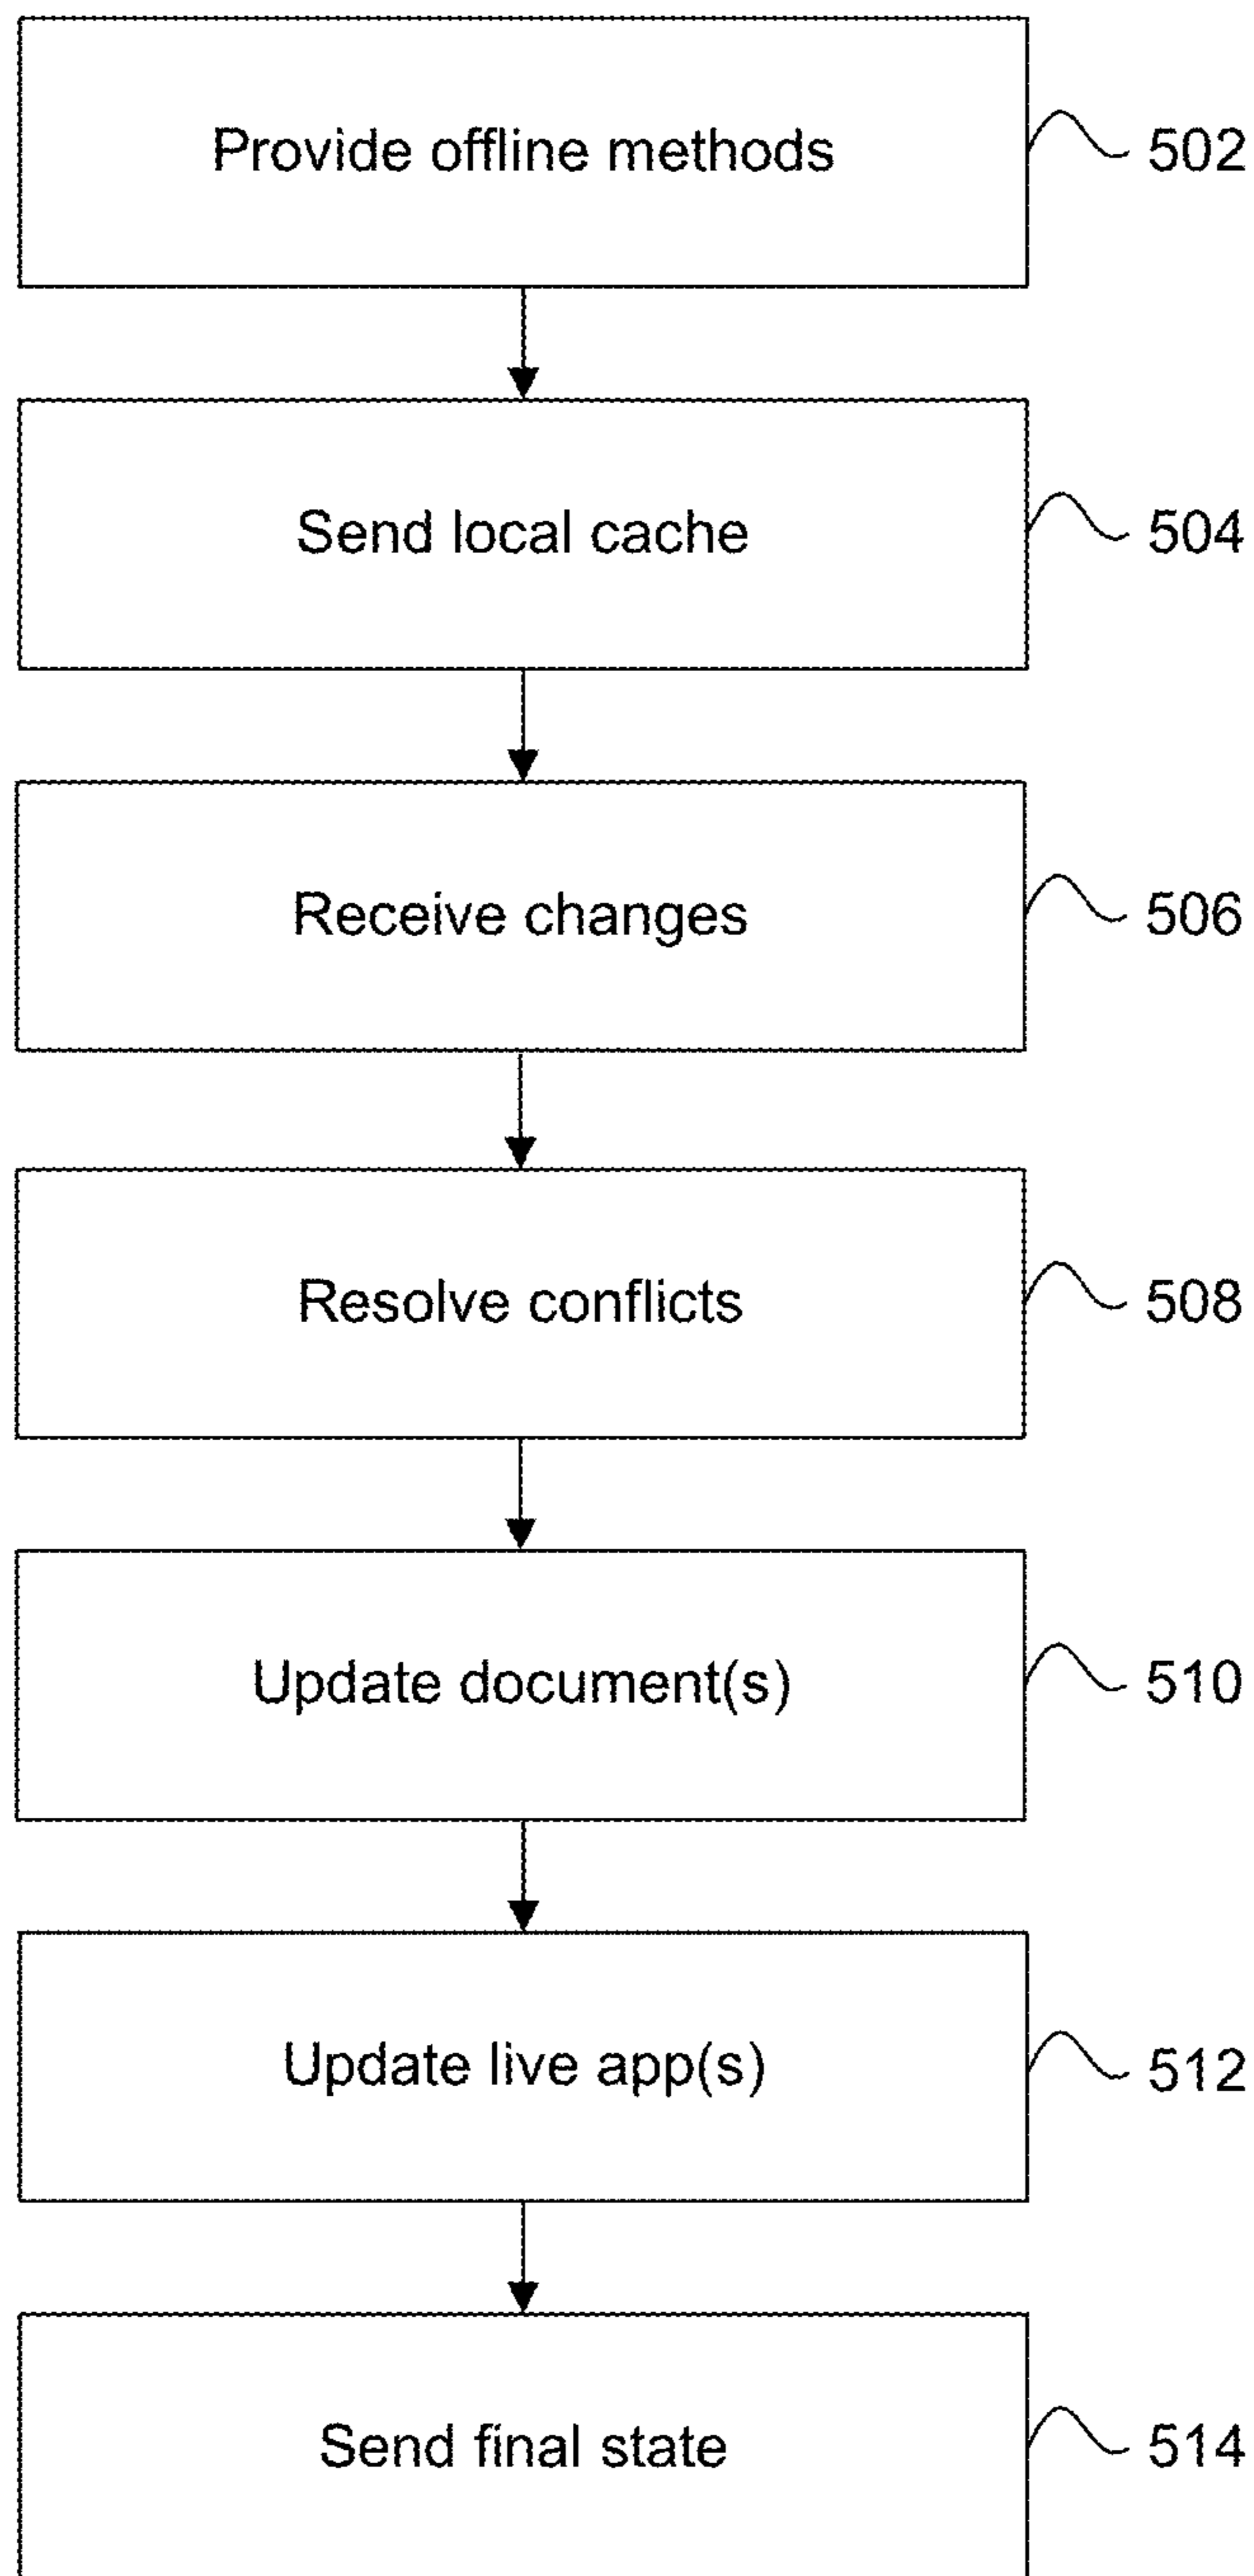 Provide offline methods
502
Send local cache
504
Receive changes
506
Resolve conflicts
508
Update document(s)
510
Update live app(s)
512
Send final state
514